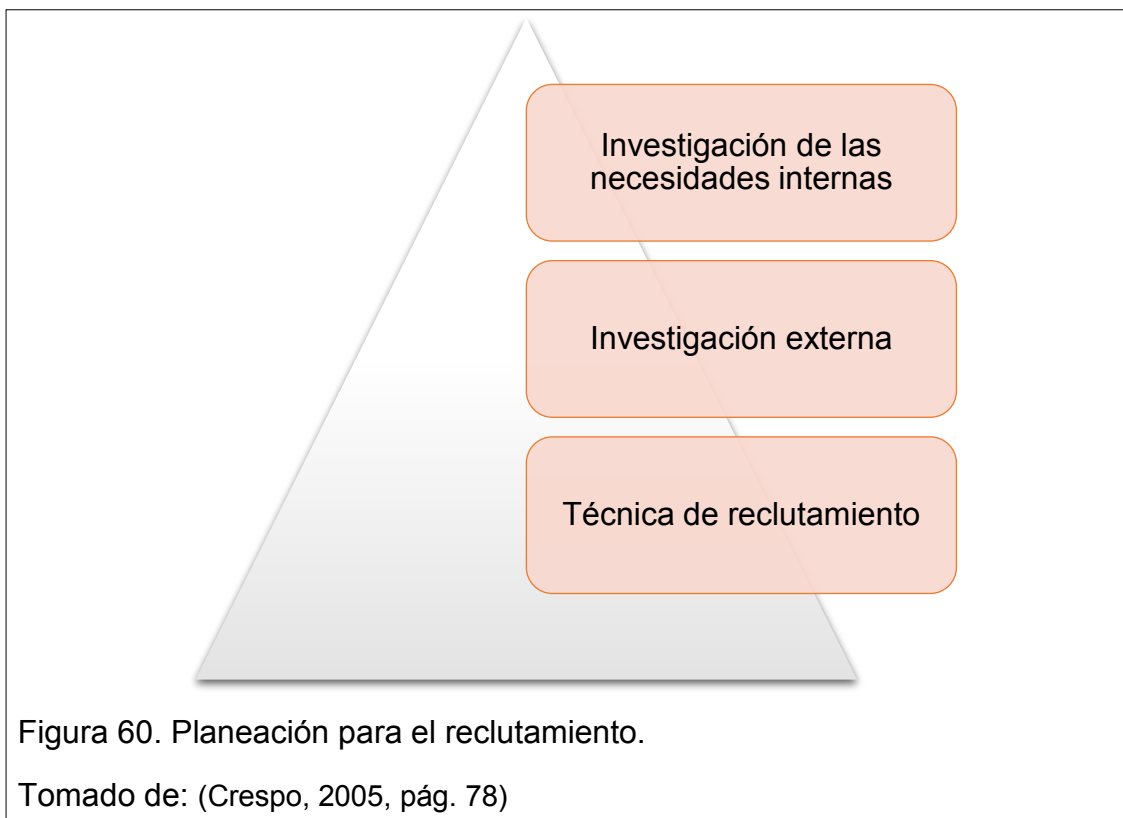 Investigación de las
necesidades internas
Investigación externa
Técnica de reclutamiento
Figura 60. Planeación para el reclutamiento.
Tomado de: (Crespo, 2005, pág. 78)